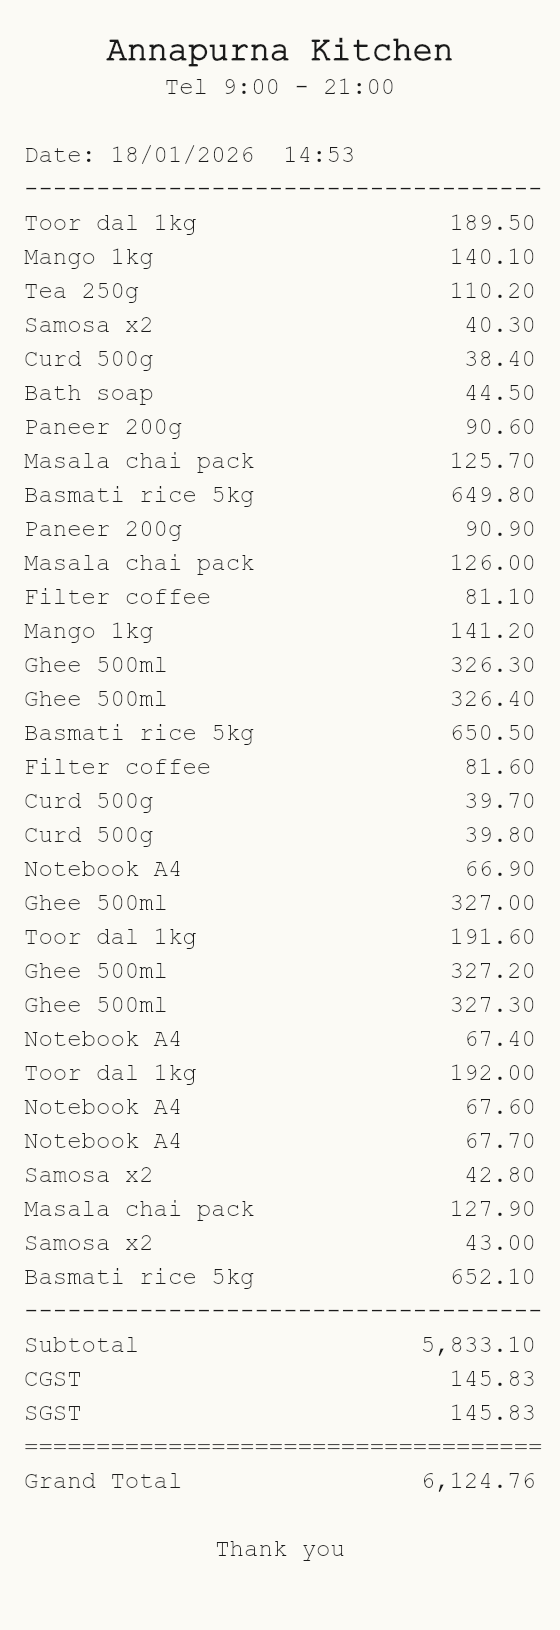 Annapurna Kitchen
Tel 9:00 - 21:00
Date: 18/01/2026  14:53
------------------------------------
Toor dal 1kg 189.50
Mango 1kg 140.10
Tea 250g 110.20
Samosa x2 40.30
Curd 500g 38.40
Bath soap 44.50
Paneer 200g 90.60
Masala chai pack 125.70
Basmati rice 5kg 649.80
Paneer 200g 90.90
Masala chai pack 126.00
Filter coffee 81.10
Mango 1kg 141.20
Ghee 500ml 326.30
Ghee 500ml 326.40
Basmati rice 5kg 650.50
Filter coffee 81.60
Curd 500g 39.70
Curd 500g 39.80
Notebook A4 66.90
Ghee 500ml 327.00
Toor dal 1kg 191.60
Ghee 500ml 327.20
Ghee 500ml 327.30
Notebook A4 67.40
Toor dal 1kg 192.00
Notebook A4 67.60
Notebook A4 67.70
Samosa x2 42.80
Masala chai pack 127.90
Samosa x2 43.00
Basmati rice 5kg 652.10
------------------------------------
Subtotal 5,833.10
CGST 145.83
SGST 145.83
====================================
Grand Total 6,124.76
Thank you